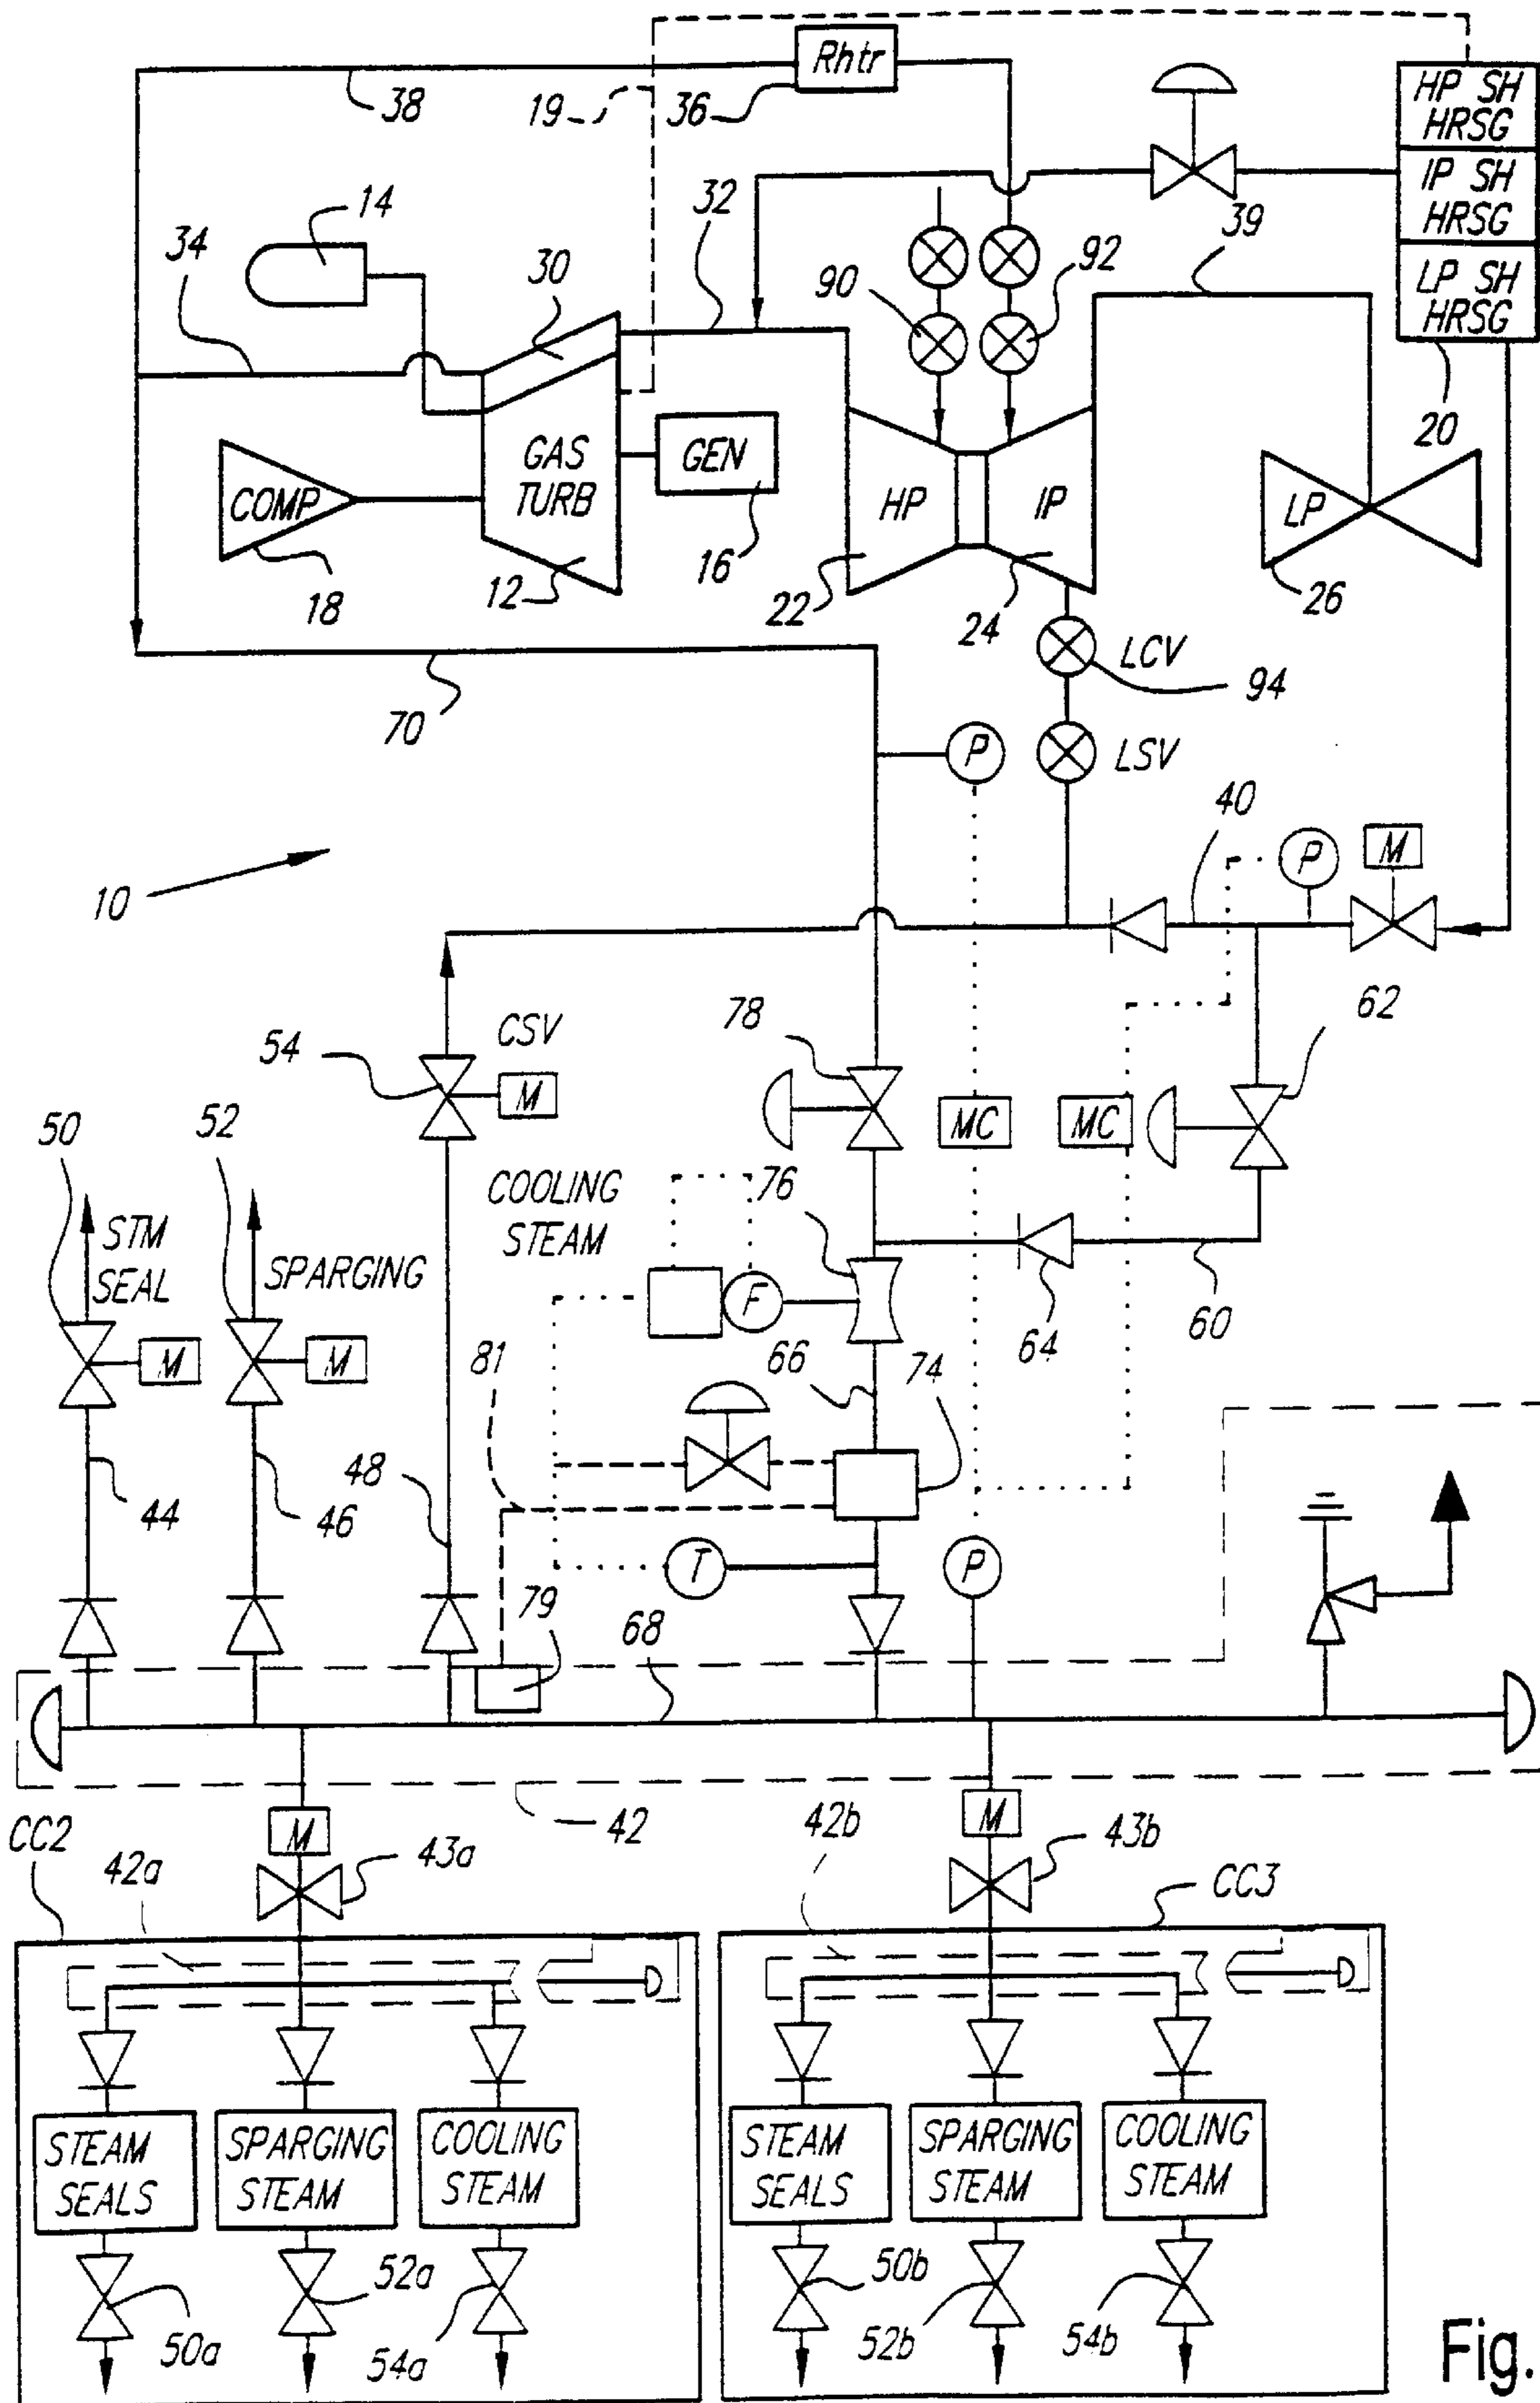 Rhtr
38
19
36
HP SH
HRSG
IP SH
HRSG
LP SH
HRSG
20
14
34
30
32
90
92
39
COMP
18
GAS
TURB
12
GEN
16
HP
22
IP
24
LP
26
LCV
94
LSV
70
P
10
40
P
M
54
CSV
M
78
62
MC
MC
50
52
STM
SEAL
SPARGING
COOLING
STEAM
76
F
64
60
M
M
81
66
74
44
46
48
T
P
79
68
42
CC2
42a
M
43a
42b
M
43b
CC3
STEAM
SEALS
SPARGING
STEAM
COOLING
STEAM
STEAM
SEALS
SPARGING
STEAM
COOLING
STEAM
50a
52a
54a
50b
52b
54b
Fig.